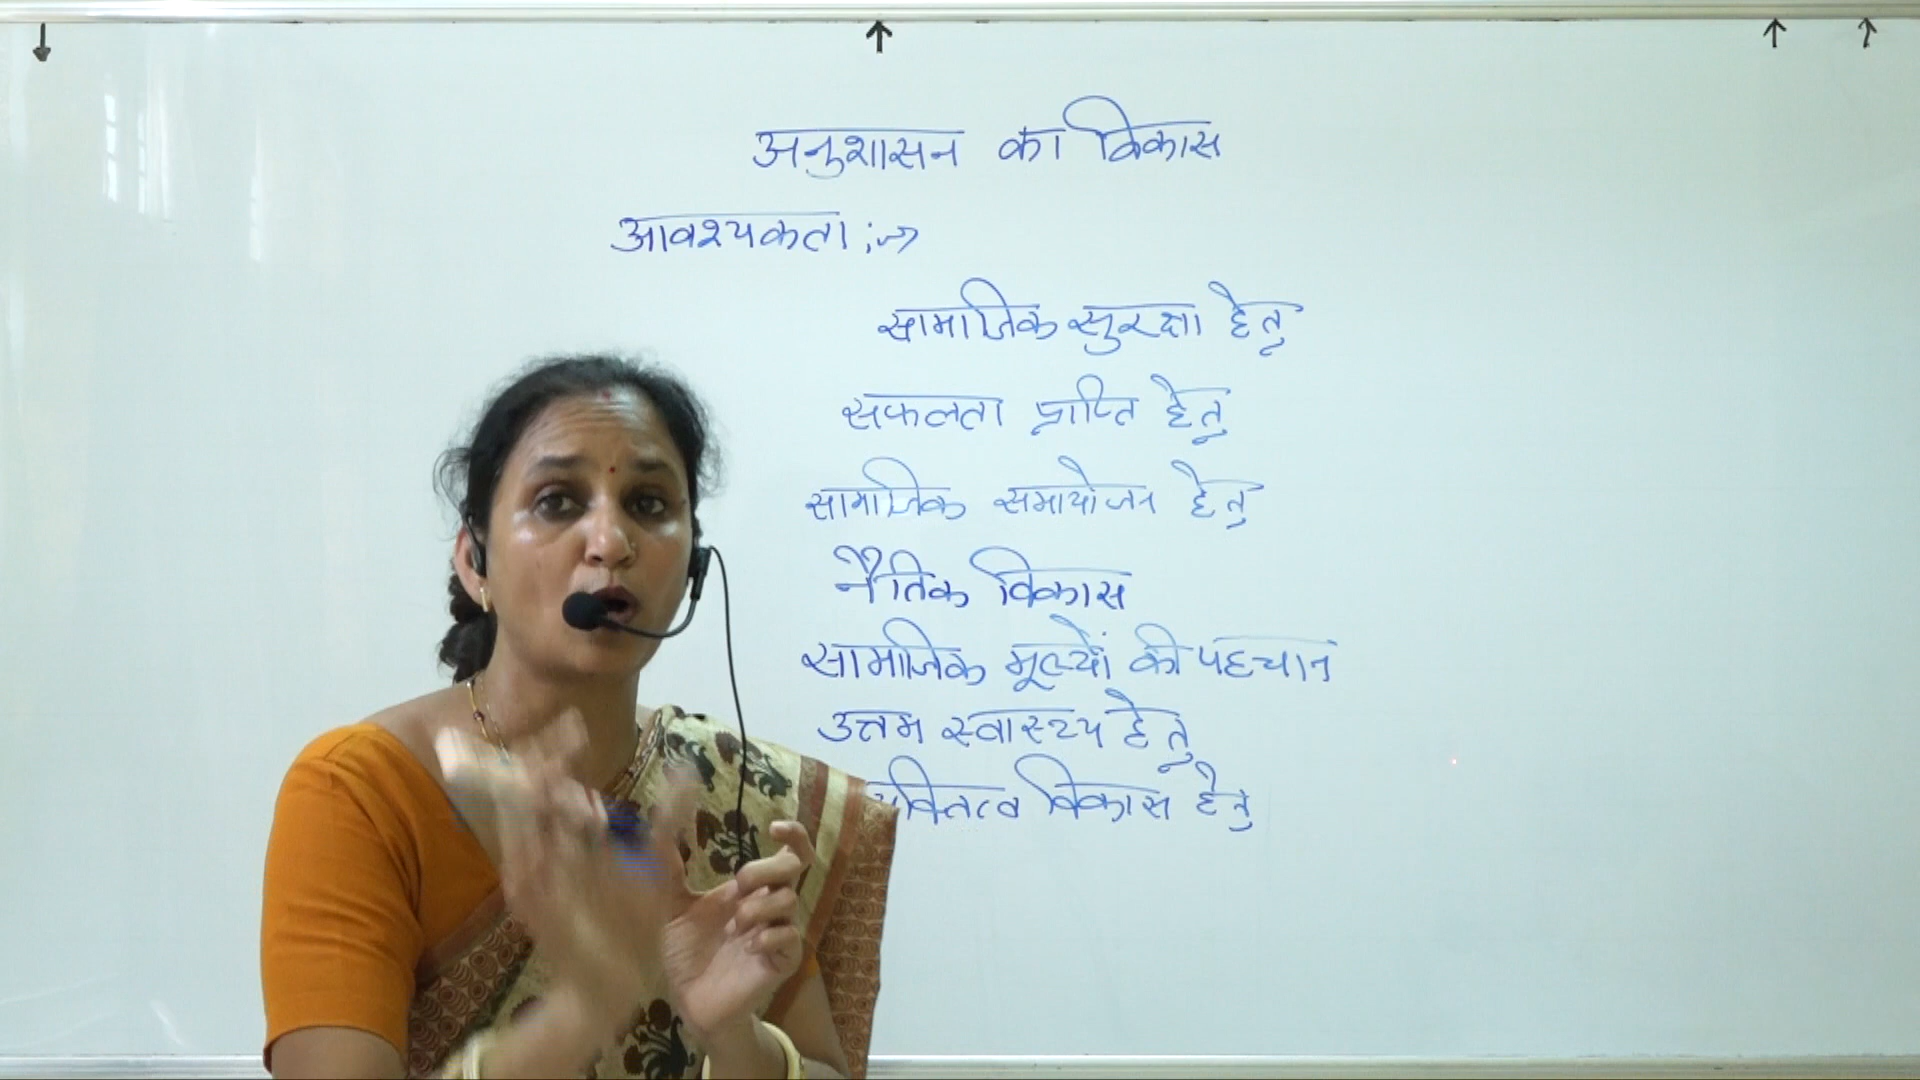 अनुशासन का विकास
आवश्यकता :->
सामाजिक सुरक्षा हेतु
सफलता प्राप्ति हेतु
सामाजिक समायोजन हेतु
नैतिक विकास
सामाजिक मूल्यों की पहचान
उत्तम स्वास्थ्य हेतु
विकास हेतु